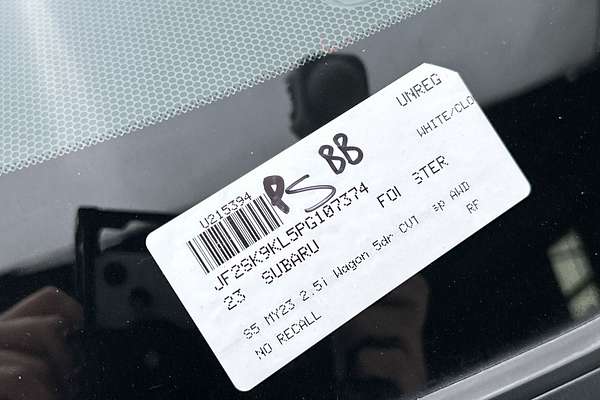 UNREG
U215394 PS BB WHITE/CLO
JF2SK9KL5PG107374
23 SUBARU FOI STER
S5 MY23 2.5i Wagon 5dr CVT sp AWD
NO RECALL RF